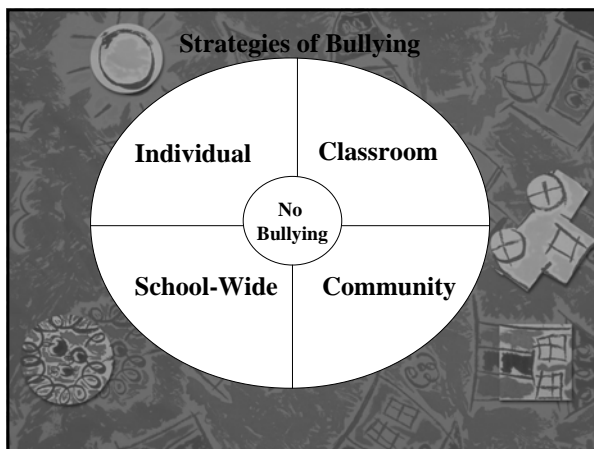 Strategies of Bullying
Individual
Classroom
No
Bullying
School-Wide
Community